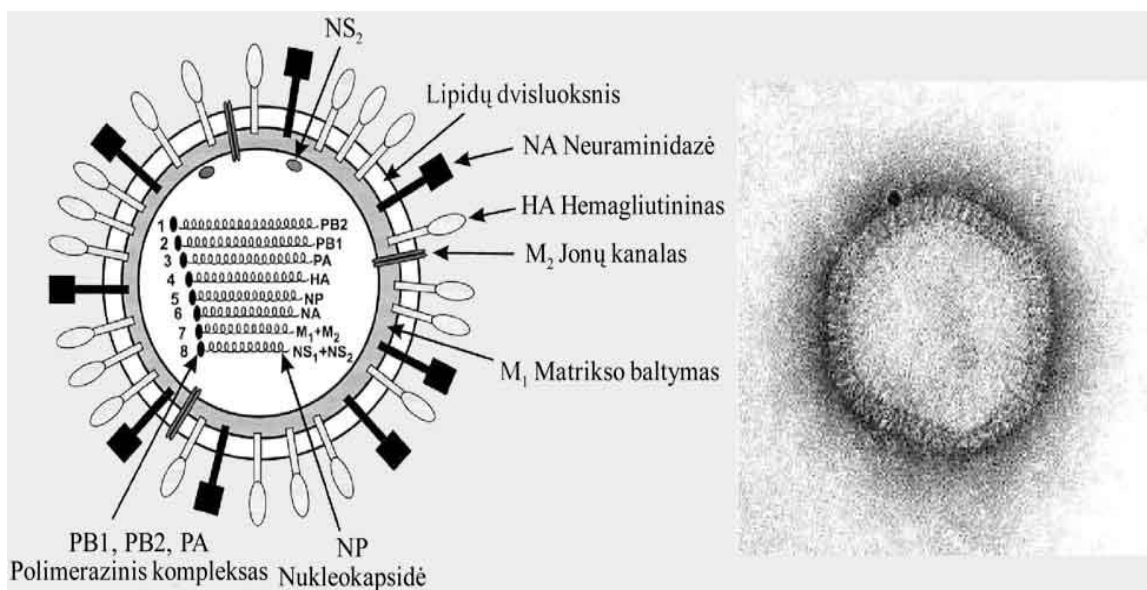 NS₂
Lipidų dvisluoksnis
NA Neuraminidazė
HA Hemagliutininas
M₂ Jonų kanalas
M₁ Matrikso baltymas
1 PB2
2 PB1
3 PA
4 HA
5 NP
6 NA
7 M₁+M₂
8 NS₁+NS₂
PB1, PB2, PA
Polimerazinis kompleksas
NP
Nukleokapsidė